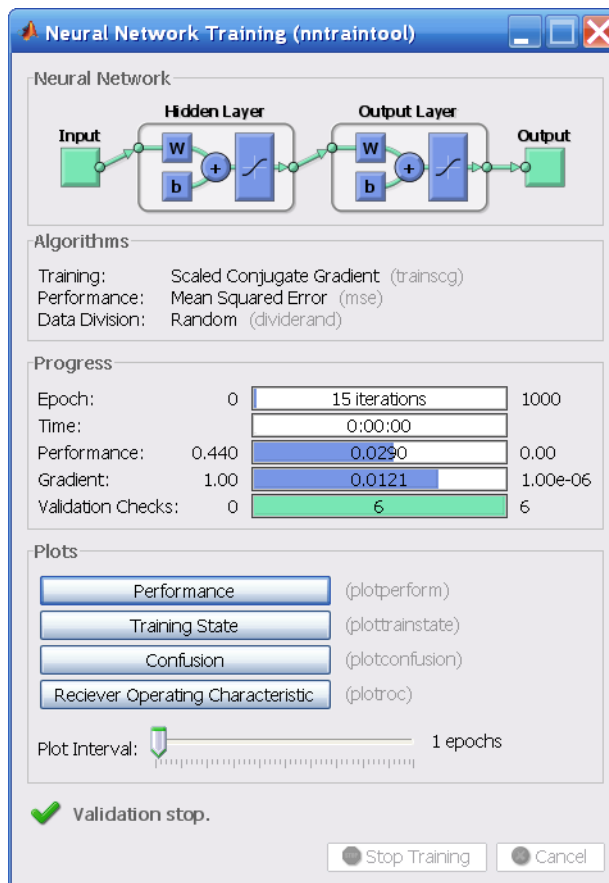 Neural Network Training (nntraintool)
Neural Network
Hidden Layer Output Layer
Input Output
W W
b b
+ +
Algorithms
Training: Scaled Conjugate Gradient (trainscg)
Performance: Mean Squared Error (mse)
Data Division: Random (dividerand)
Progress
Epoch: 0 15 iterations 1000
Time: 0:00:00
Performance: 0.440 0.0290 0.00
Gradient: 1.00 0.0121 1.00e-06
Validation Checks: 0 6 6
Plots
Performance (plotperform)
Training State (plottrainstate)
Confusion (plotconfusion)
Reciever Operating Characteristic (plotroc)
Plot Interval: 1 epochs
Validation stop.
Stop Training Cancel